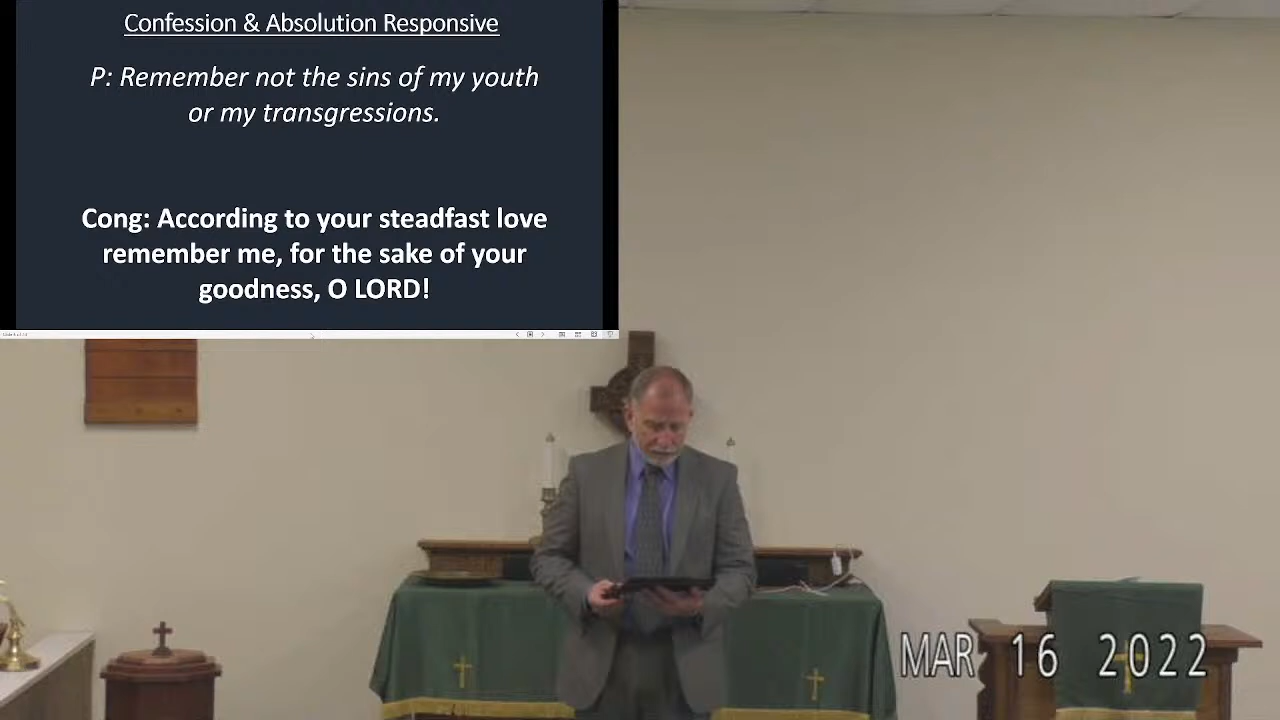 Confession & Absolution Responsive
P: Remember not the sins of my youth
or my transgressions.
Cong: According to your steadfast love
remember me, for the sake of your
goodness, O LORD!
MAR 16 2022